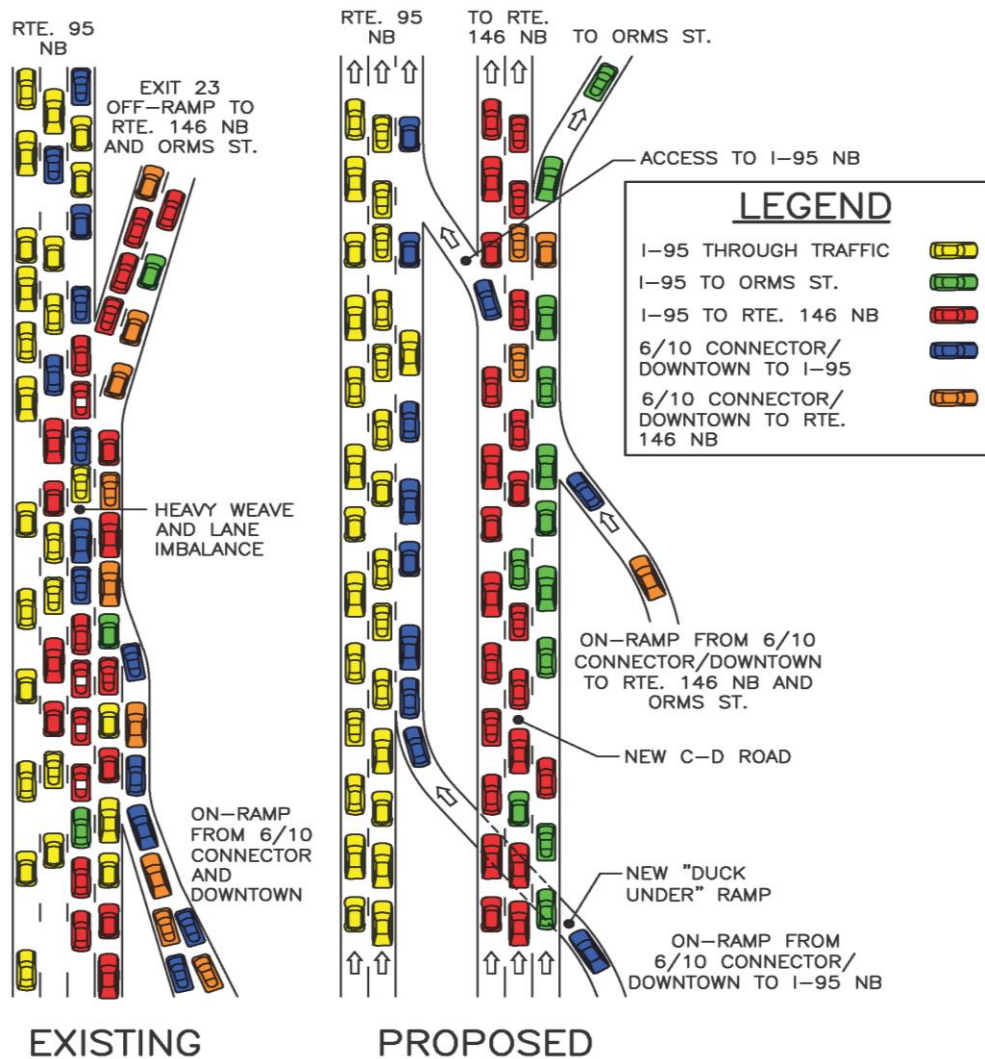 RTE. 95
NB
EXIT 23
OFF-RAMP TO
RTE. 146 NB
AND ORMS ST.
HEAVY WEAVE
AND LANE
IMBALANCE
ON-RAMP
FROM 6/10
CONNECTOR
AND
DOWNTOWN
EXISTING
RTE. 95
NB
TO RTE.
146 NB
TO ORMS ST.
ACCESS TO I-95 NB
LEGEND
I-95 THROUGH TRAFFIC
I-95 TO ORMS ST.
I-95 TO RTE. 146 NB
6/10 CONNECTOR/
DOWNTOWN TO I-95
6/10 CONNECTOR/
DOWNTOWN TO RTE.
146 NB
ON-RAMP FROM 6/10
CONNECTOR/DOWNTOWN
TO RTE. 146 NB AND
ORMS ST.
NEW C-D ROAD
NEW "DUCK
UNDER" RAMP
ON-RAMP FROM
6/10 CONNECTOR/
DOWNTOWN TO I-95 NB
PROPOSED